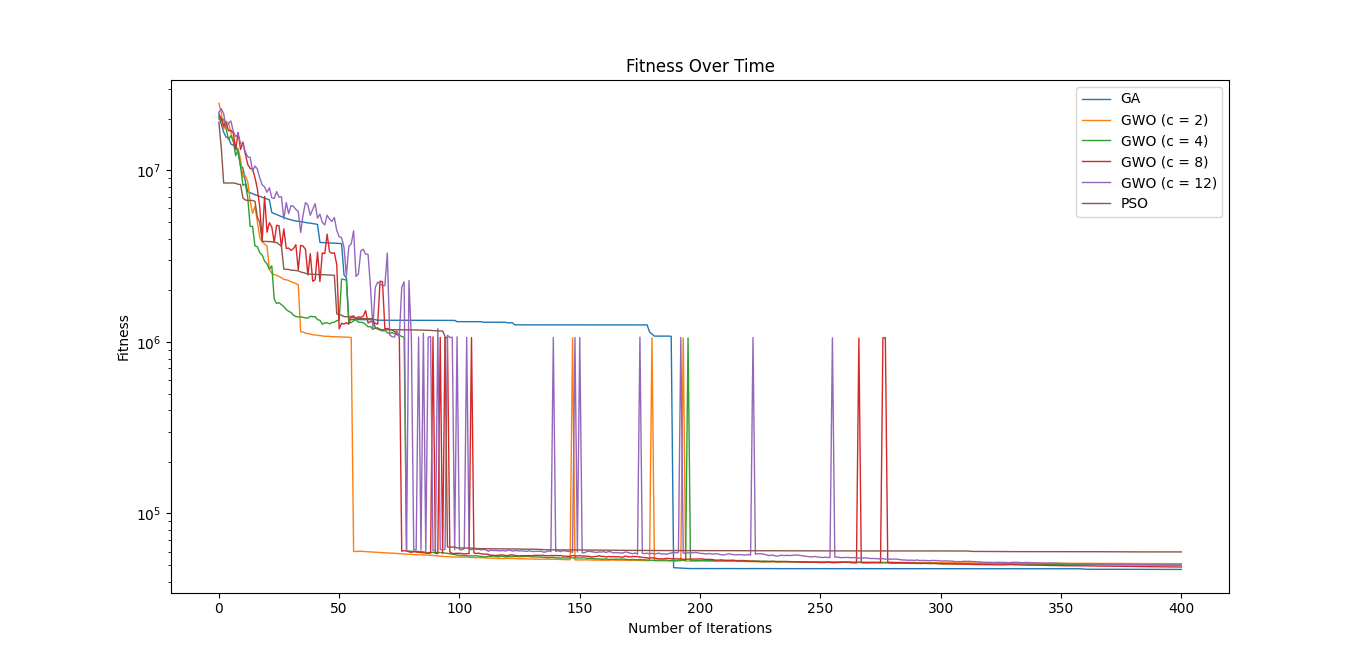 Fitness Over Time
Fitness
10^7
10^6
10^5
0 50 100 150 200 250 300 350 400
Number of Iterations
GA
GWO (c = 2)
GWO (c = 4)
GWO (c = 8)
GWO (c = 12)
PSO